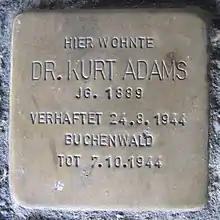 HIER WOHNTE
DR. KURT ADAMS
JG. 1889
VERHAFTET 24.8.1944
BUCHENWALD
TOT 7.10.1944